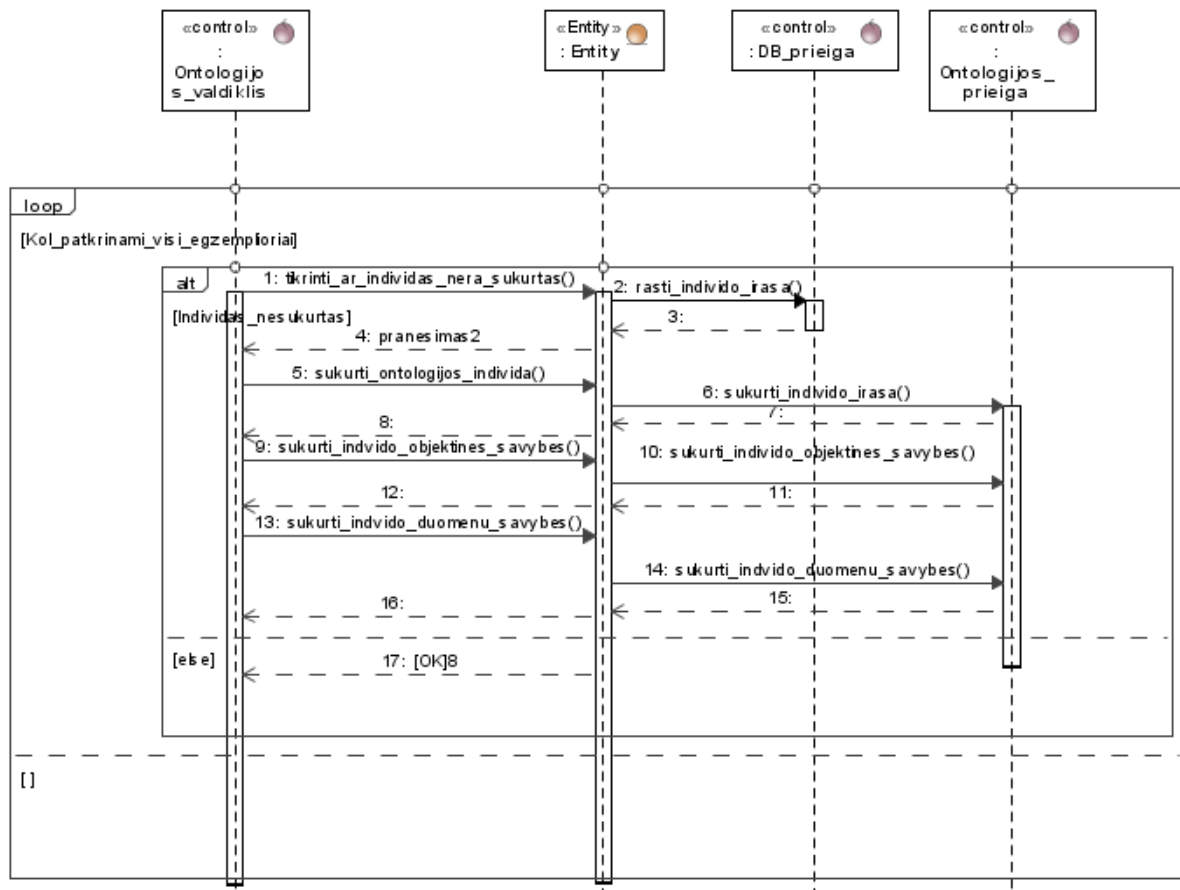 «control»
:
Ontologijo
s_valdiklis
«Entity»
: Entity
«control»
: DB_prieiga
«control»
:
Ontologijos_
prieiga
loop
[Kol_patkrinami_visi_egzemplioriai]
alt
1: tikrinti_ar_individas_nera_sukurtas()
2: rasti_individo_irasa()
[Individas_nesukurtas]
3:
4: pranesimas2
5: sukurti_ontologijos_individa()
6: sukurti_individo_irasa()
7:
8:
9: sukurti_indvido_objektines_savybes()
10: sukurti_individo_objektines_savybes()
11:
12:
13: sukurti_indvido_duomenu_savybes()
14: sukurti_indvido_duomenu_savybes()
15:
16:
[else]
17: [OK]8
[ ]